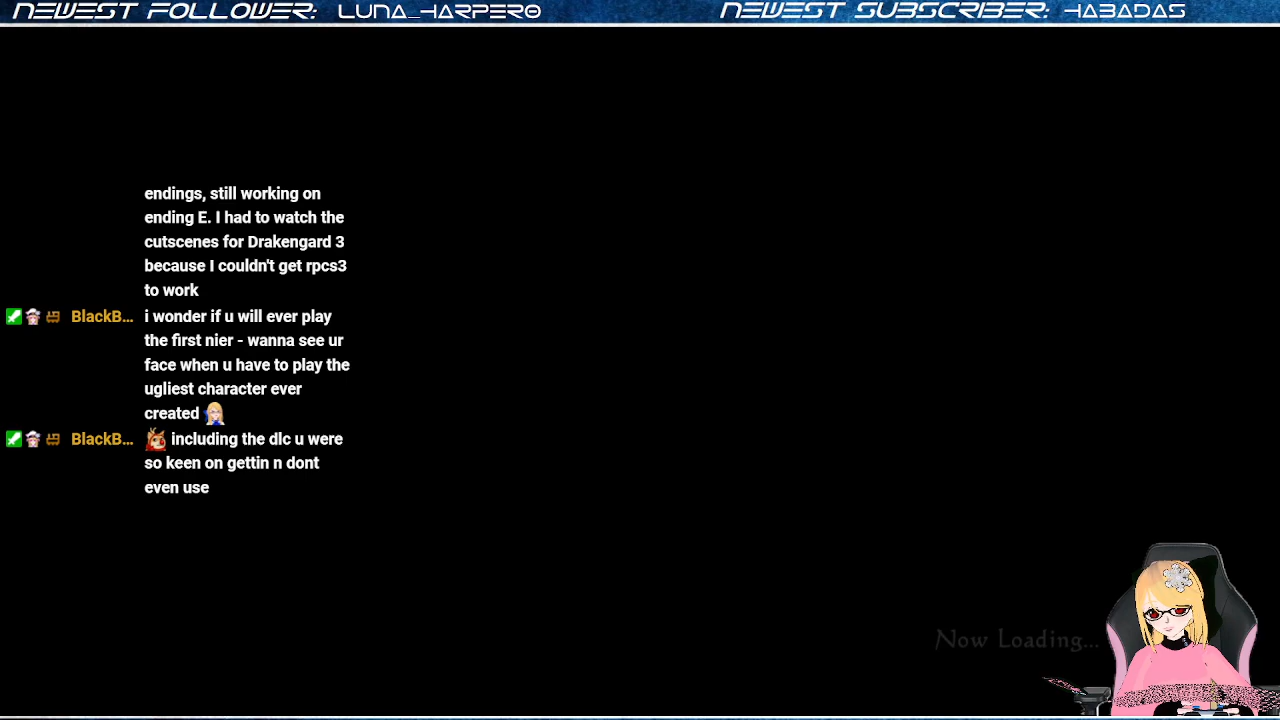 NEWEST FOLLOWER: LUNA_HARPER0 NEWEST SUBSCRIBER: HABADAS
endings, still working on
ending E. I had to watch the
cutscenes for Drakengard 3
because I couldn't get rpcs3
to work
BlackB... i wonder if u will ever play
the first nier - wanna see ur
face when u have to play the
ugliest character ever
created
BlackB... including the dlc u were
so keen on gettin n dont
even use
Now Loading...